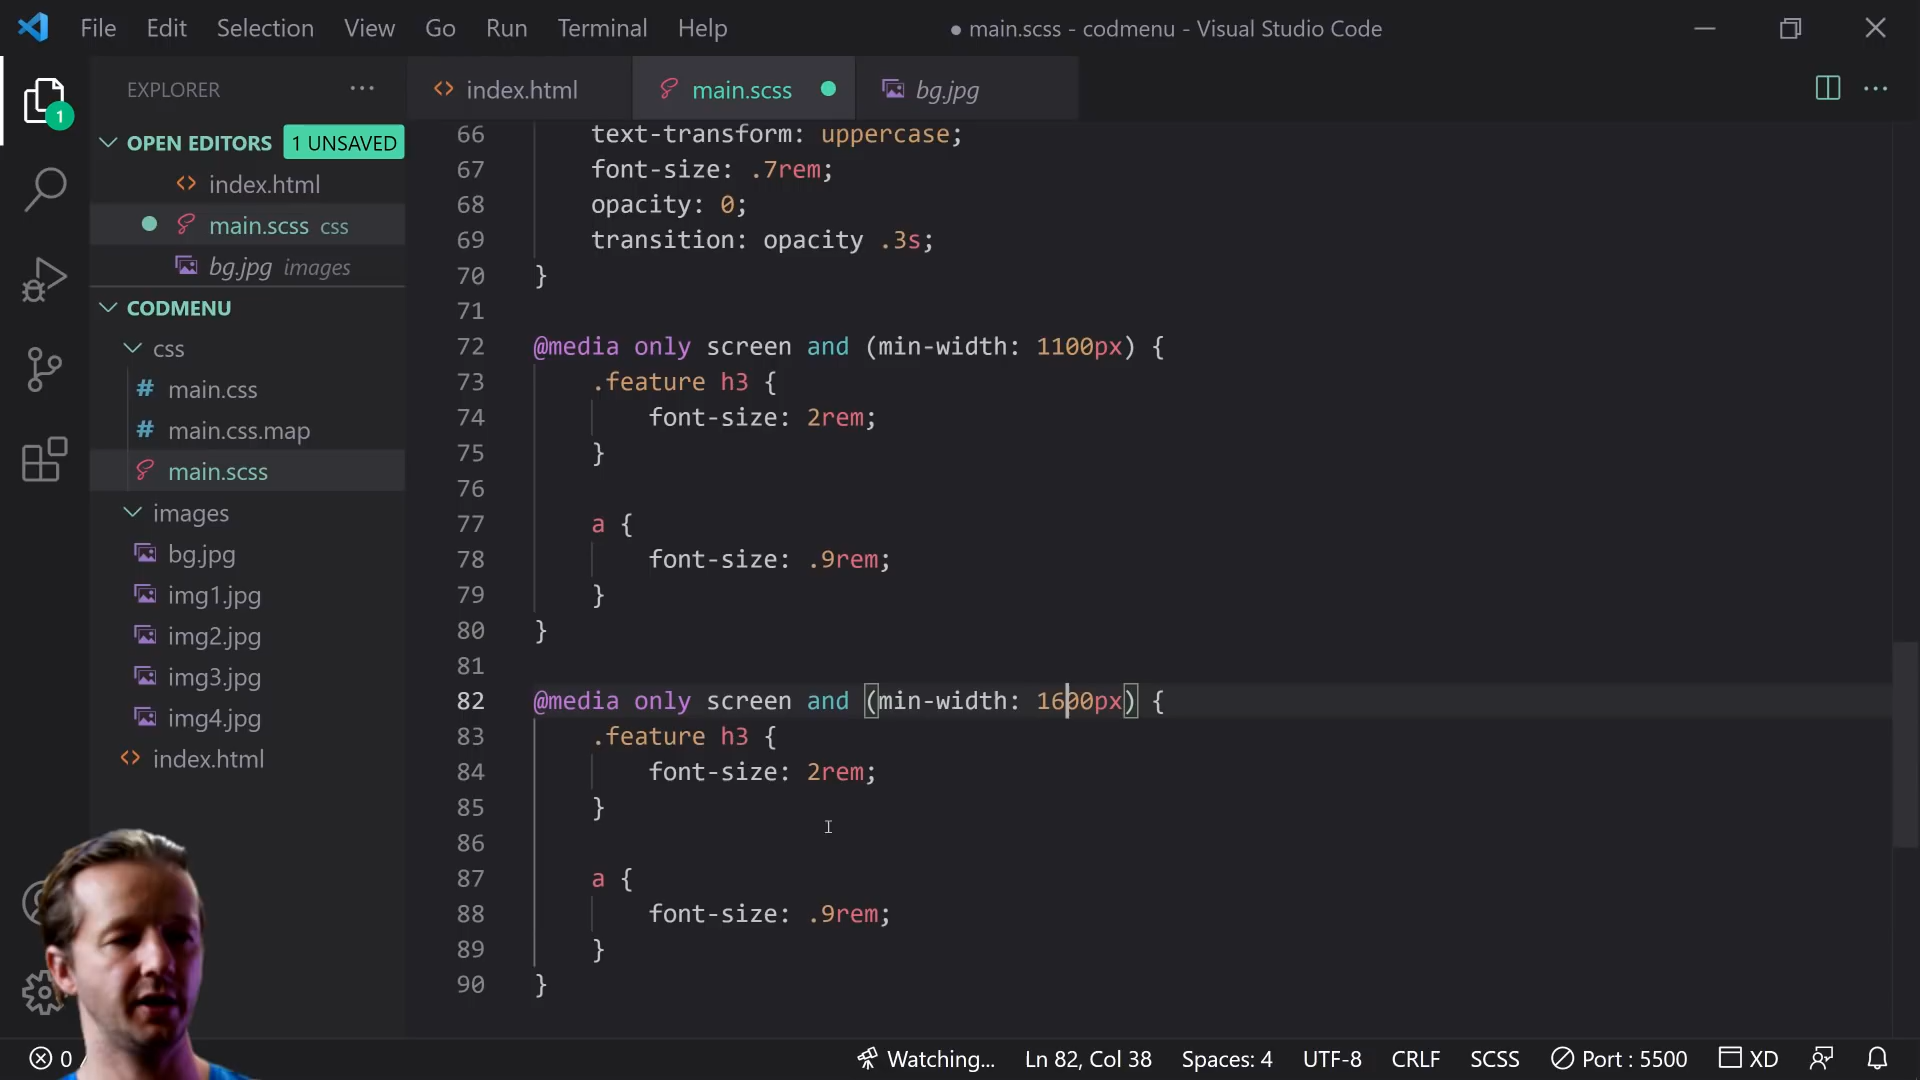 File Edit Selection View Go Run Terminal Help
● main.scss - codmenu - Visual Studio Code
EXPLORER
1
OPEN EDITORS 1 UNSAVED
index.html
main.scss css
bg.jpg images
CODMENU
css
main.css
main.css.map
main.scss
images
bg.jpg
img1.jpg
img2.jpg
img3.jpg
img4.jpg
index.html
index.html main.scss bg.jpg
66 text-transform: uppercase;
67 font-size: .7rem;
68 opacity: 0;
69 transition: opacity .3s;
70 }
71
72 @media only screen and (min-width: 1100px) {
73 .feature h3 {
74 font-size: 2rem;
75 }
76
77 a {
78 font-size: .9rem;
79 }
80 }
81
82 @media only screen and (min-width: 1600px) {
83 .feature h3 {
84 font-size: 2rem;
85 }
86
87 a {
88 font-size: .9rem;
89 }
90 }
0
Watching... Ln 82, Col 38 Spaces: 4 UTF-8 CRLF SCSS Port : 5500 XD